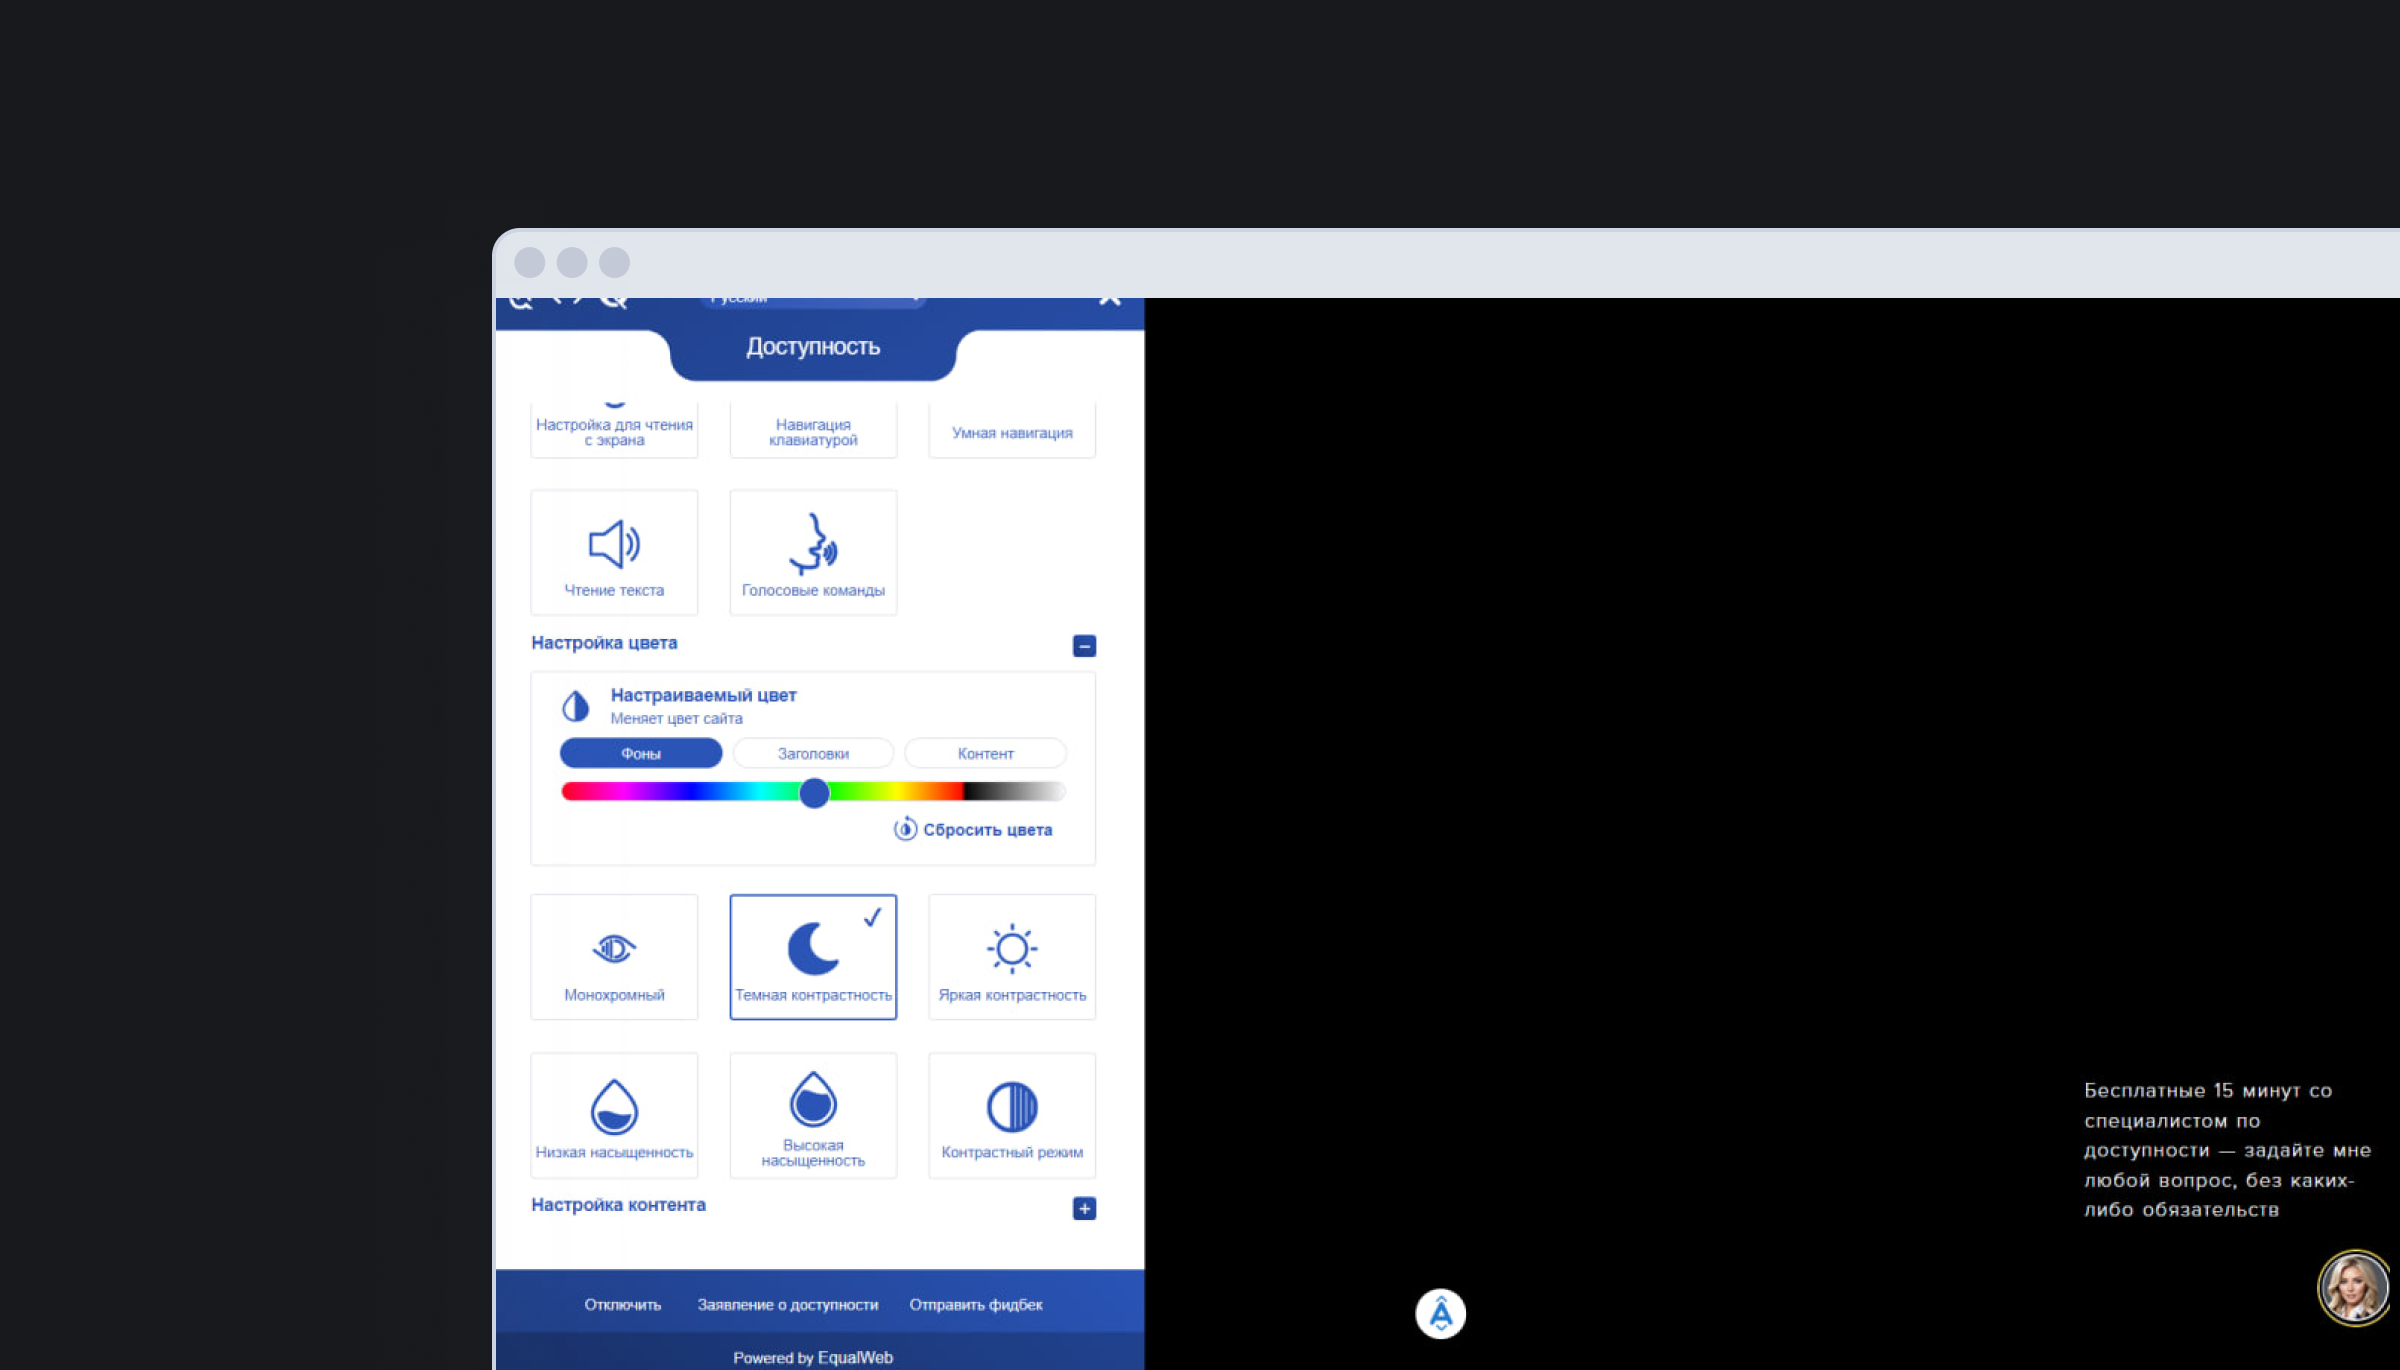 Русский
Доступность
Настройка для чтения
с экрана
Навигация
клавиатурой
Умная навигация
Чтение текста
Голосовые команды
Настройка цвета
Настраиваемый цвет
Меняет цвет сайта
Фоны
Заголовки
Контент
Сбросить цвета
Монохромный
Темная контрастность
Яркая контрастность
Низкая насыщенность
Высокая
насыщенность
Контрастный режим
Настройка контента
Отключить
Заявление о доступности
Отправить фидбек
Powered by EqualWeb
Бесплатные 15 минут со
специалистом по
доступности — задайте мне
любой вопрос, без каких-
либо обязательств